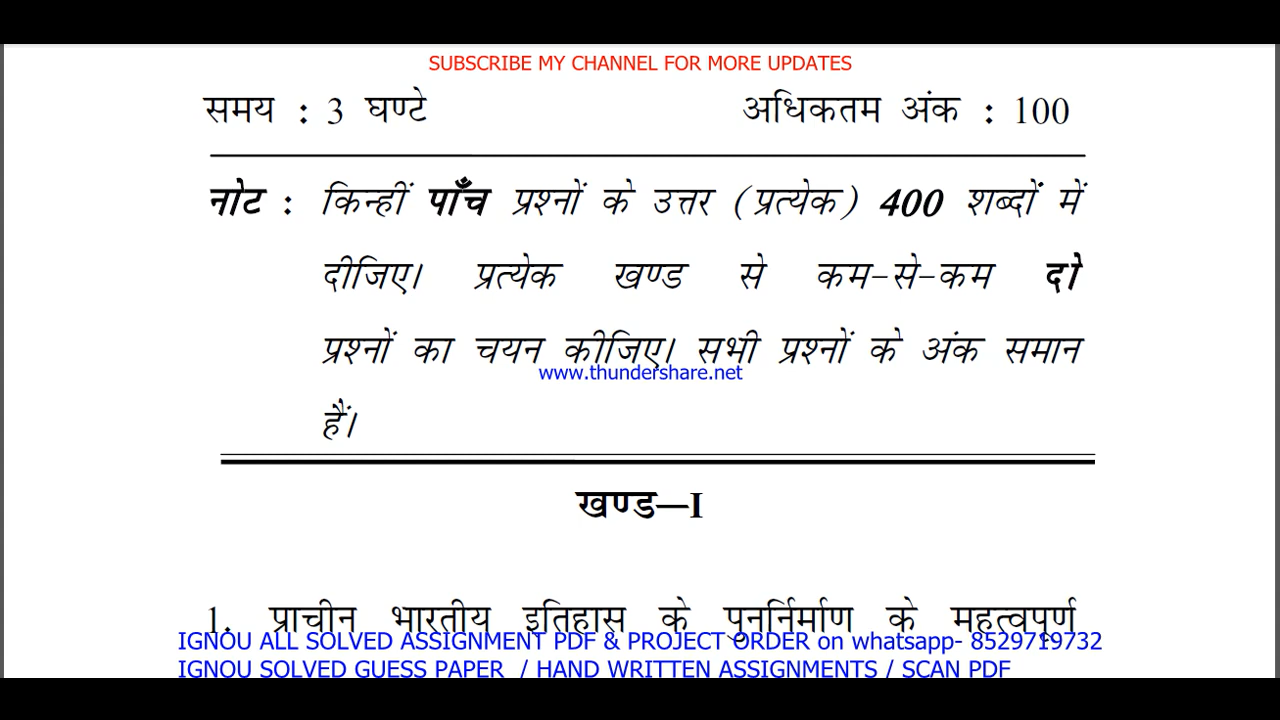 SUBSCRIBE MY CHANNEL FOR MORE UPDATES
समय : 3 घण्टे अधिकतम अंक : 100
नोट : किन्हीं पाँच प्रश्नों के उत्तर (प्रत्येक) 400 शब्दों में
दीजिए। प्रत्येक खण्ड से कम-से-कम दो
प्रश्नों का चयन कीजिए। सभी प्रश्नों के अंक समान
www.thundershare.net
हैं।
खण्ड—I
1. प्राचीन भारतीय इतिहास के पुनर्निर्माण के महत्वपूर्ण
IGNOU ALL SOLVED ASSIGNMENT PDF & PROJECT ORDER on whatsapp- 8529719732
IGNOU SOLVED GUESS PAPER / HAND WRITTEN ASSIGNMENTS / SCAN PDF